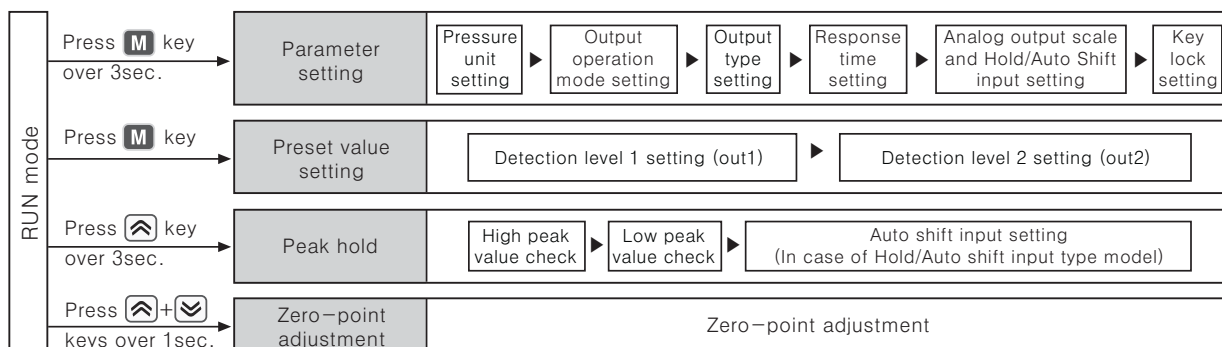 RUN mode
Press M key
over 3sec.
Parameter
setting
Pressure
unit
setting
Output
operation
mode setting
Output
type
setting
Response
time
setting
Analog output scale
and Hold/Auto Shift
input setting
Key
lock
setting
Press M key
Preset value
setting
Detection level 1 setting (out1)
Detection level 2 setting (out2)
Press key
over 3sec.
Peak hold
High peak
value check
Low peak
value check
Auto shift input setting
(In case of Hold/Auto shift input type model)
Press +
keys over 1sec.
Zero-point
adjustment
Zero-point adjustment